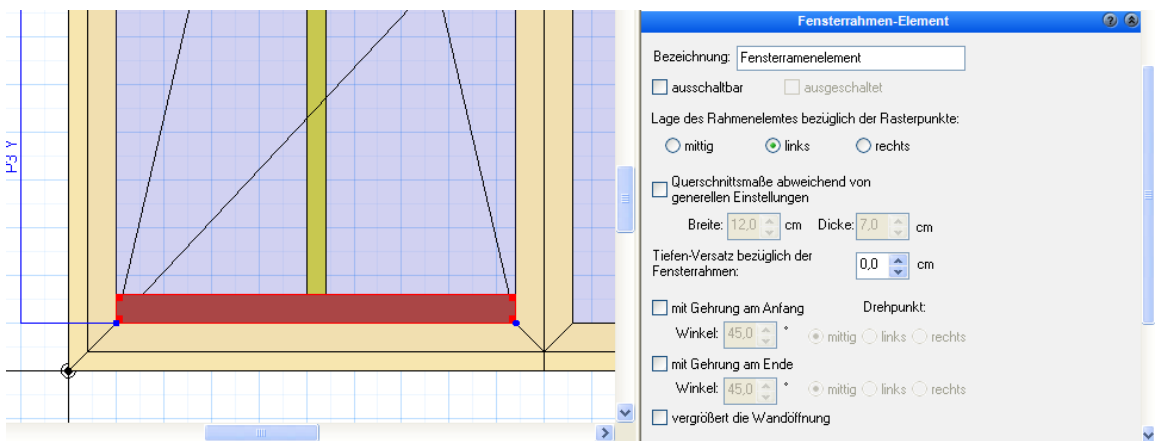 Fensterrahmen-Element
Bezeichnung: Fensterramenelement
ausschaltbar ausgeschaltet
Lage des Rahmenelemtes bezüglich der Rasterpunkte:
mittig links rechts
Querschnittsmaße abweichend von
generellen Einstellungen
Breite: 12,0 cm Dicke: 7,0 cm
Tiefen-Versatz bezüglich der
Fensterrahmen: 0,0 cm
mit Gehrung am Anfang Drehpunkt:
Winkel: 45,0 ° mittig links rechts
mit Gehrung am Ende
Winkel: 45,0 ° mittig links rechts
vergrößert die Wandöffnung
P3 Y